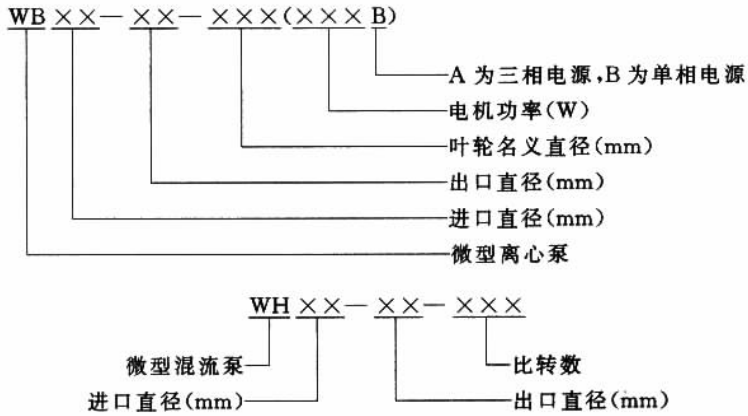 WB××-××-×××(×××B)
A 为三相电源,B 为单相电源
电机功率(W)
叶轮名义直径(mm)
出口直径(mm)
进口直径(mm)
微型离心泵
WH××-××-×××
微型混流泵
比转数
进口直径(mm)
出口直径(mm)